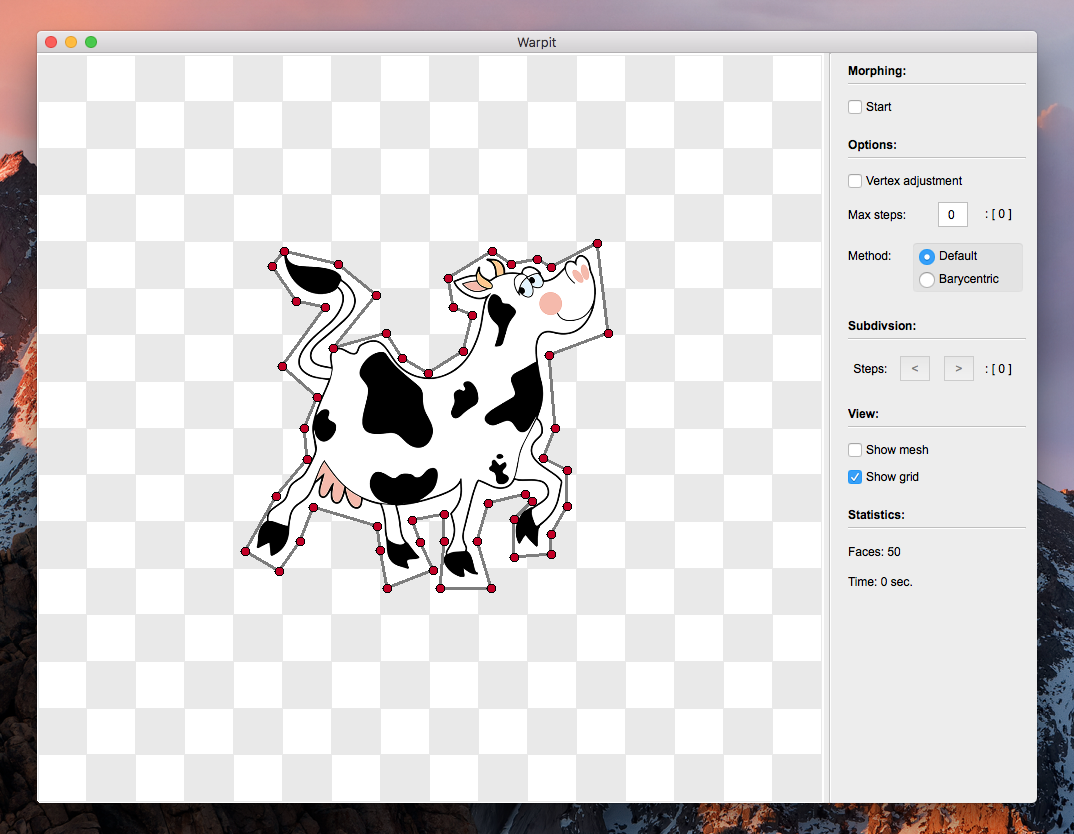 Warpit
Morphing:
Start
Options:
Vertex adjustment
Max steps: 0 : [ 0 ]
Method: Default
Barycentric
Subdivsion:
Steps: < > : [ 0 ]
View:
Show mesh
Show grid
Statistics:
Faces: 50
Time: 0 sec.